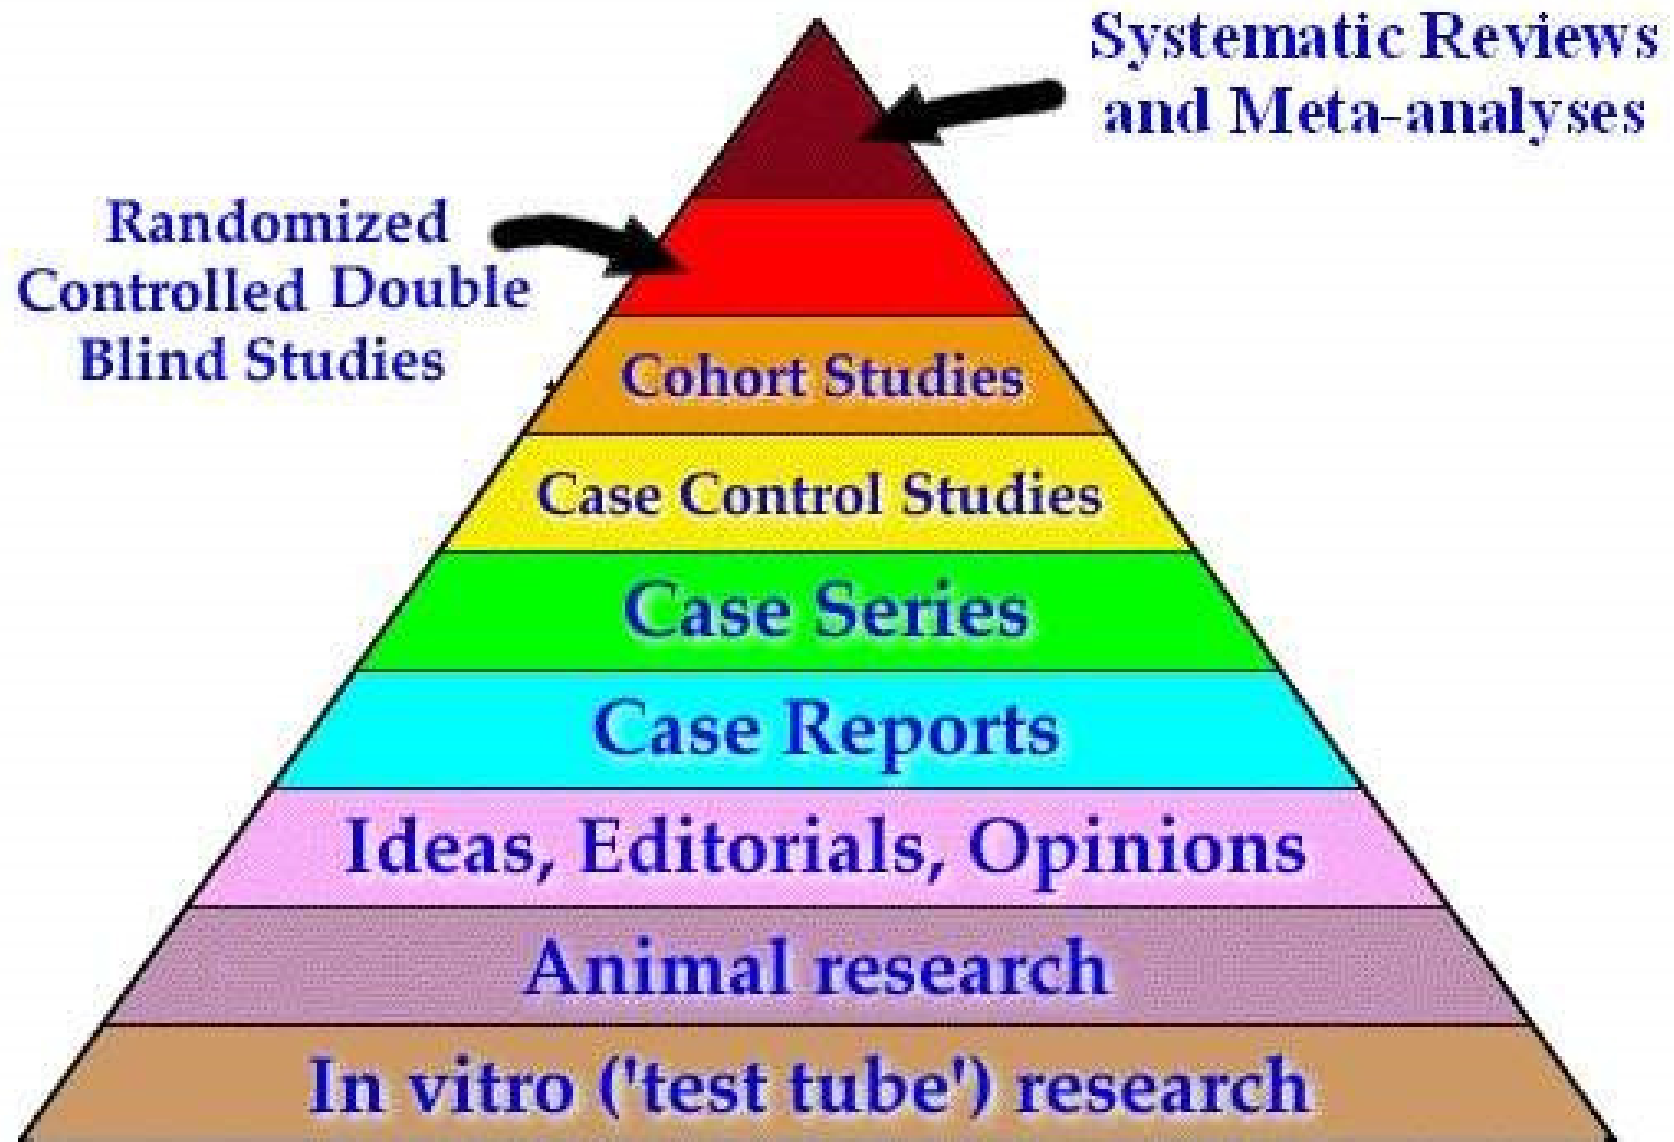 Systematic Reviews
and Meta-analyses
Randomized
Controlled Double
Blind Studies
Cohort Studies
Case Control Studies
Case Series
Case Reports
Ideas, Editorials, Opinions
Animal research
In vitro ('test tube') research